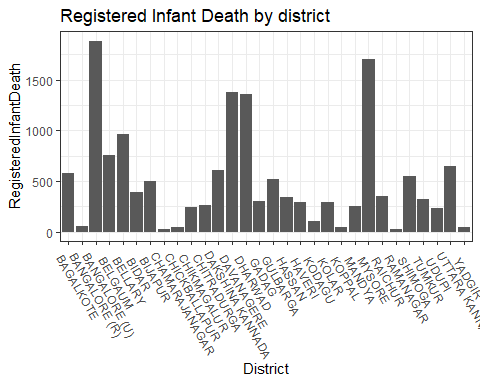 Registered Infant Death by district
RegisteredInfantDeath
1500
1000
500
0
BAGALKOTE
BANGALORE (R)
BANGALORE (U)
BELGAUM
BELLARY
BIDAR
BIJAPUR
CHAMARAJANAGAR
CHICKBALLAPUR
CHIKMAGALUR
CHITRADURGA
DAKSHINA KANNADA
DAVANAGERE
DHARWAD
GADAG
GULBARGA
HASSAN
HAVERI
KODAGU
KOLAR
KOPPAL
MANDYA
MYSORE
RAICHUR
RAMANAGAR
SHIMOGA
TUMKUR
UDUPI
UTTARA KANN
YADGIR
District